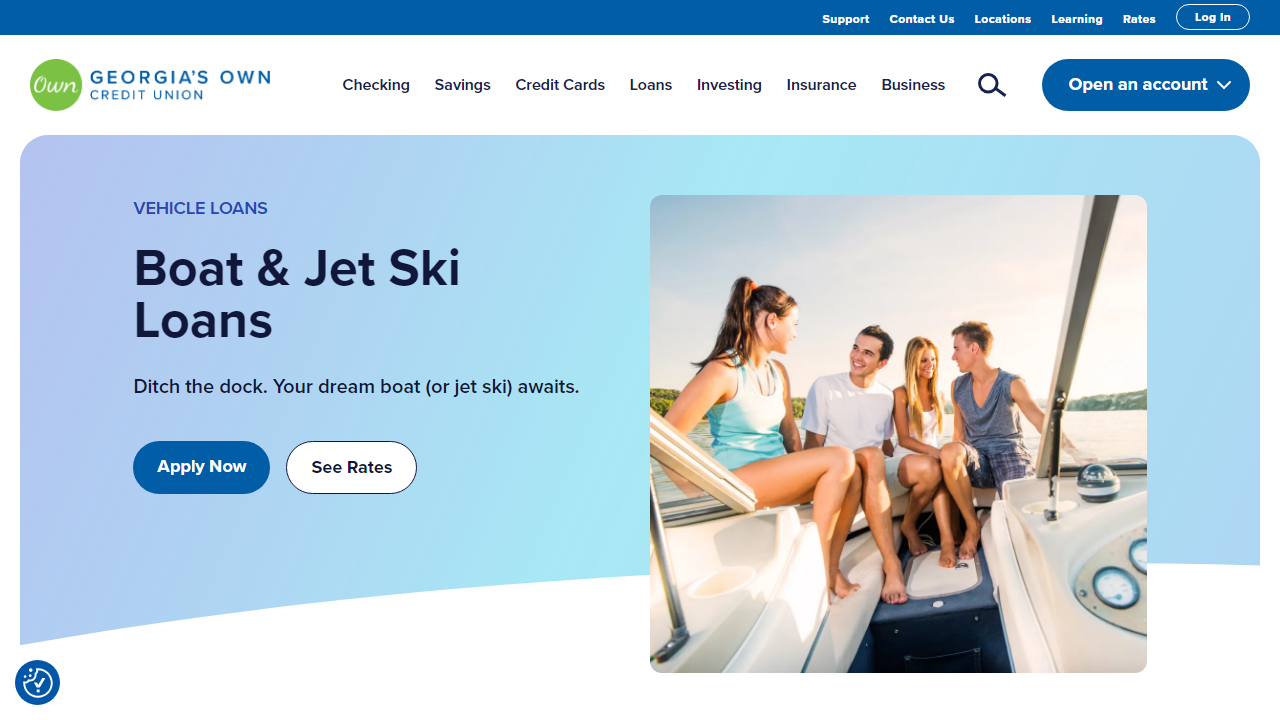 Support Contact Us Locations Learning Rates Log In
Own GEORGIA'S OWN
CREDIT UNION
Checking Savings Credit Cards Loans Investing Insurance Business Open an account
VEHICLE LOANS
Boat & Jet Ski
Loans
Ditch the dock. Your dream boat (or jet ski) awaits.
Apply Now See Rates